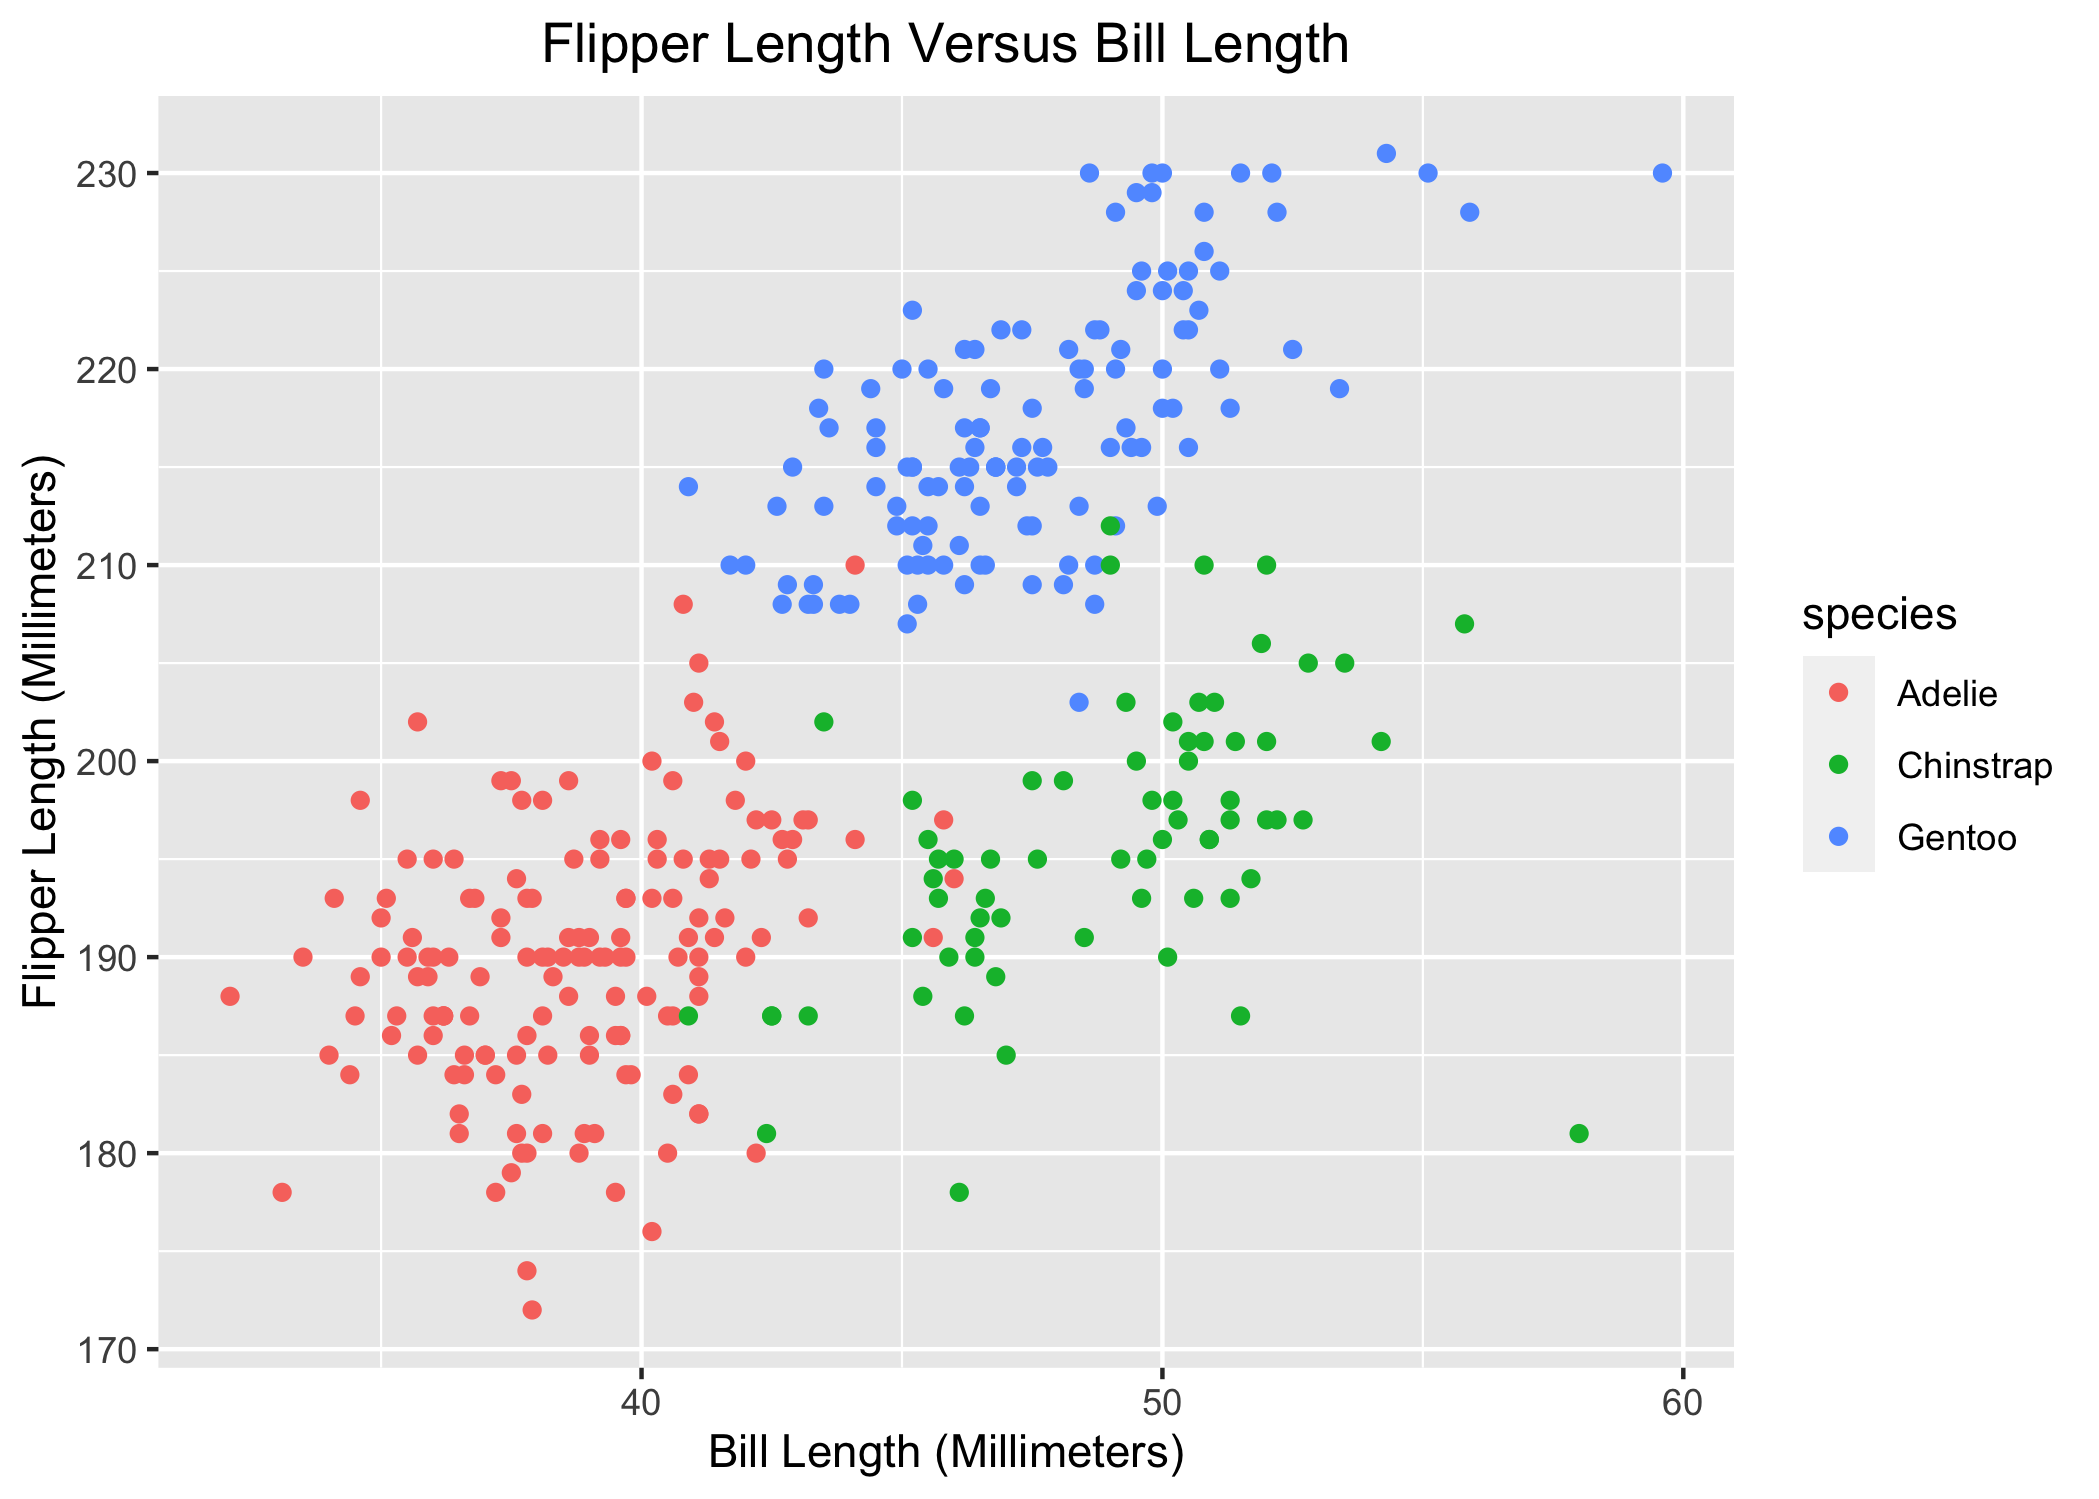 Flipper Length Versus Bill Length
Flipper Length (Millimeters)
230
220
210
200
190
180
170
40 50 60
Bill Length (Millimeters)
species
Adelie
Chinstrap
Gentoo